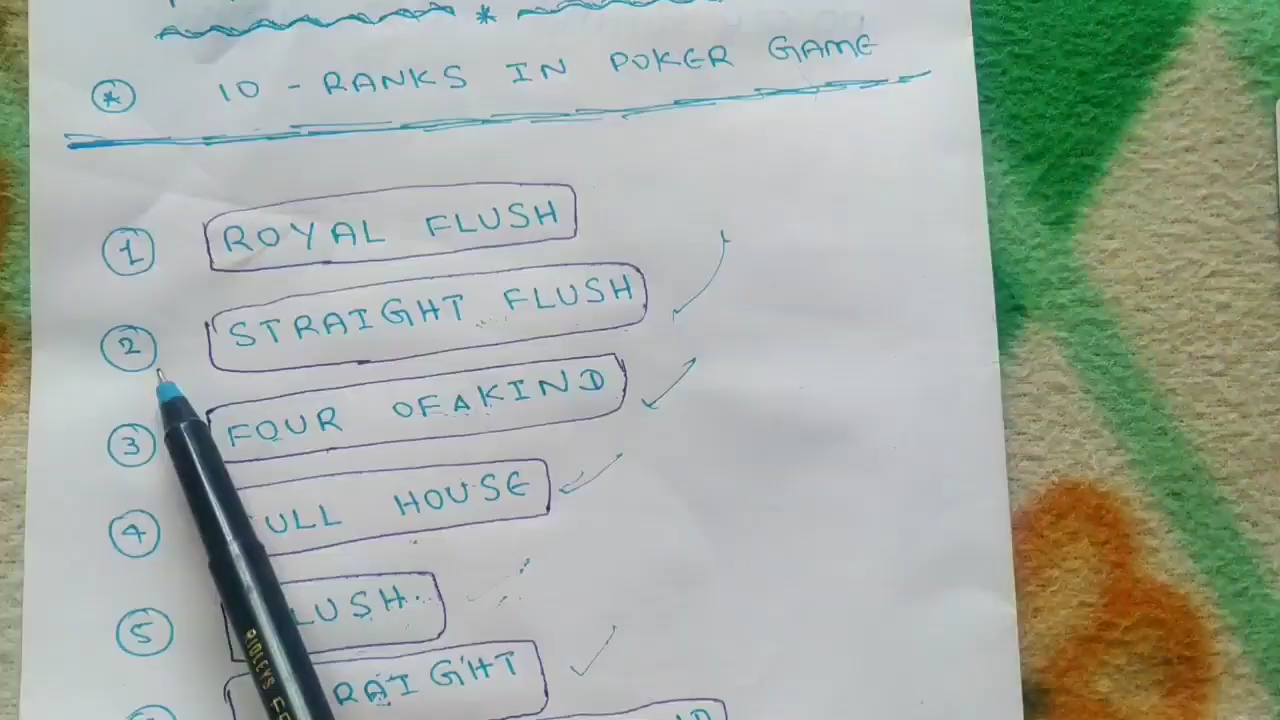 * 10 - RANKS IN POKER GAME
1 ROYAL FLUSH
2 STRAIGHT FLUSH
3 FOUR OFAKIND
4 ULL HOUSE
5 LUSH.
RAIGHT
RIDLEYS